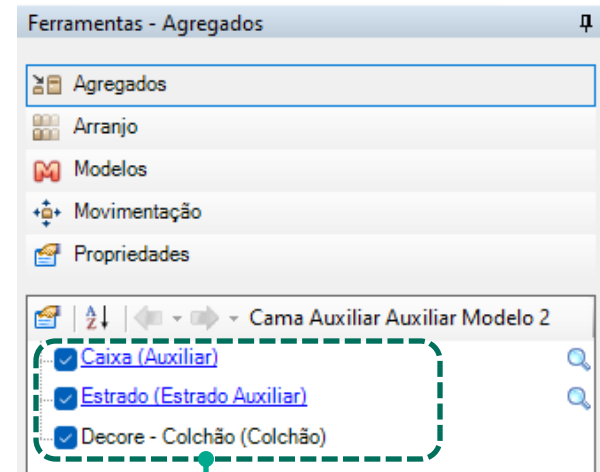 Ferramentas - Agregados
Agregados
Arranjo
Modelos
Movimentação
Propriedades
Cama Auxiliar Auxiliar Modelo 2
Caixa (Auxiliar)
Estrado (Estrado Auxiliar)
Decore - Colchão (Colchão)